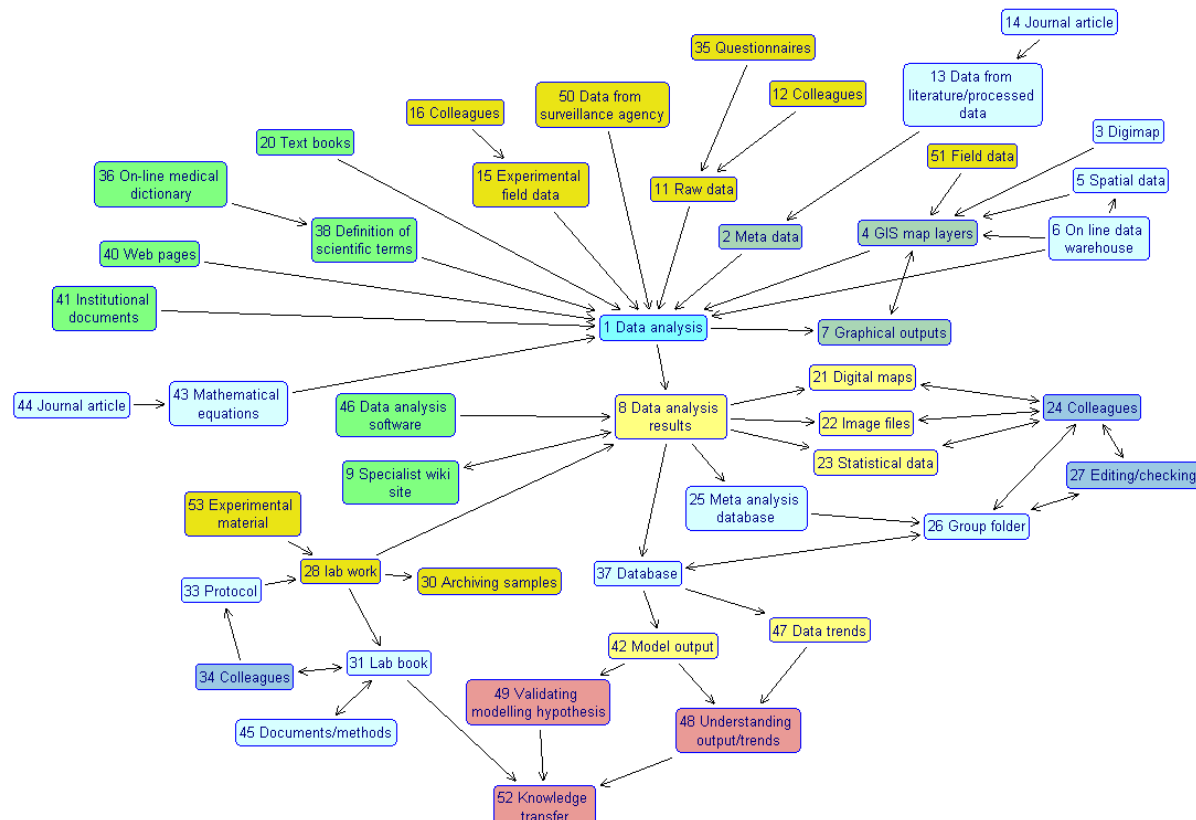 14 Journal article
35 Questionnaires
13 Data from
literature/processed
data
50 Data from
surveillance agency
12 Colleagues
16 Colleagues
3 Digimap
20 Text books
51 Field data
36 On-line medical
dictionary
15 Experimental
field data
11 Raw data
5 Spatial data
38 Definition of
scientific terms
2 Meta data
4 GIS map layers
6 On line data
warehouse
40 Web pages
41 Institutional
documents
1 Data analysis
7 Graphical outputs
21 Digital maps
43 Mathematical
equations
44 Journal article
46 Data analysis
software
8 Data analysis
results
22 Image files
24 Colleagues
23 Statistical data
9 Specialist wiki
site
27 Editing/checking
53 Experimental
material
25 Meta analysis
database
26 Group folder
28 lab work
30 Archiving samples
37 Database
33 Protocol
47 Data trends
42 Model output
31 Lab book
34 Colleagues
49 Validating
modelling hypothesis
48 Understanding
output/trends
45 Documents/methods
52 Knowledge
transfer